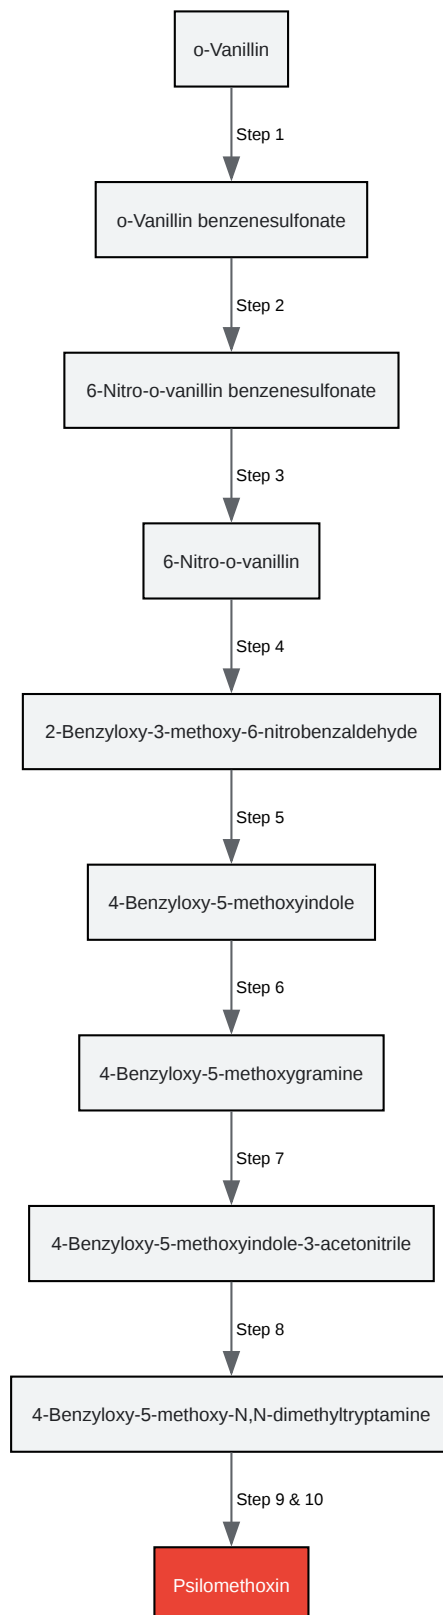 o-Vanillin
Step 1
o-Vanillin benzenesulfonate
Step 2
6-Nitro-o-vanillin benzenesulfonate
Step 3
6-Nitro-o-vanillin
Step 4
2-Benzyloxy-3-methoxy-6-nitrobenzaldehyde
Step 5
4-Benzyloxy-5-methoxyindole
Step 6
4-Benzyloxy-5-methoxygramine
Step 7
4-Benzyloxy-5-methoxyindole-3-acetonitrile
Step 8
4-Benzyloxy-5-methoxy-N,N-dimethyltryptamine
Step 9 & 10
Psilomethoxin